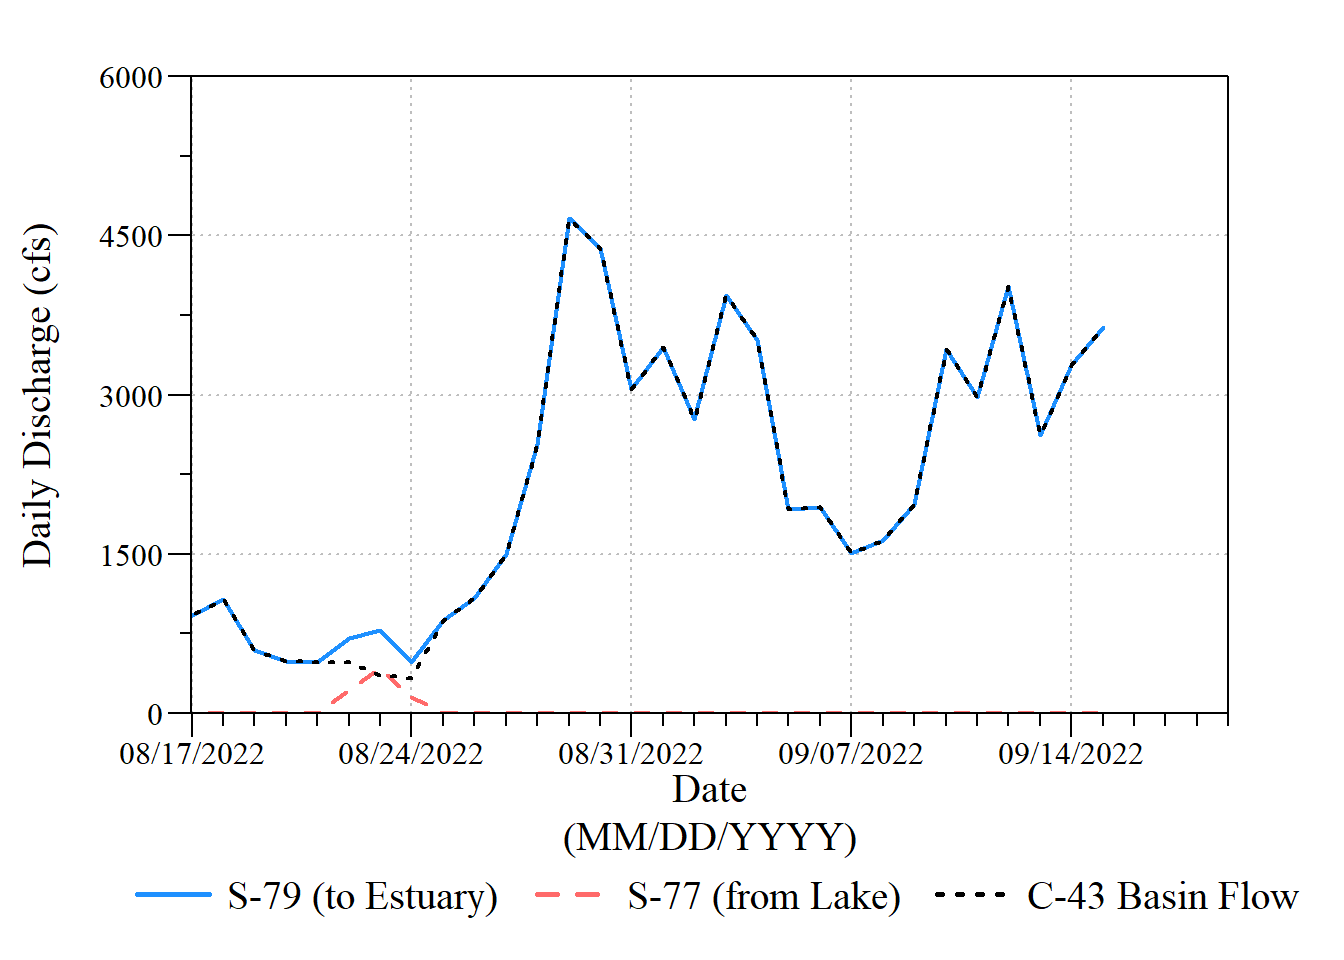 6000
4500
3000
1500
0
Daily Discharge (cfs)
08/17/2022 08/24/2022 08/31/2022 09/07/2022 09/14/2022
Date
(MM/DD/YYYY)
S-79 (to Estuary) S-77 (from Lake) C-43 Basin Flow